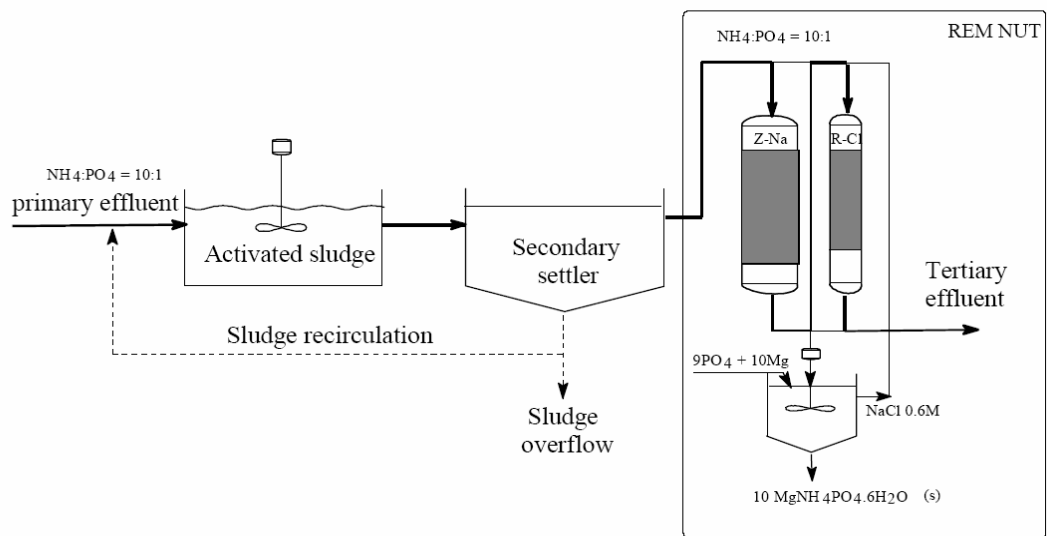 REM NUT
NH4:PO4 = 10:1
Z-Na
R-Cl
NH4:PO4 = 10:1
primary effluent
Activated sludge
Secondary
settler
Tertiary
effluent
Sludge recirculation
9PO4 + 10Mg
NaCl 0.6M
Sludge
overflow
10 MgNH4PO4.6H2O (s)